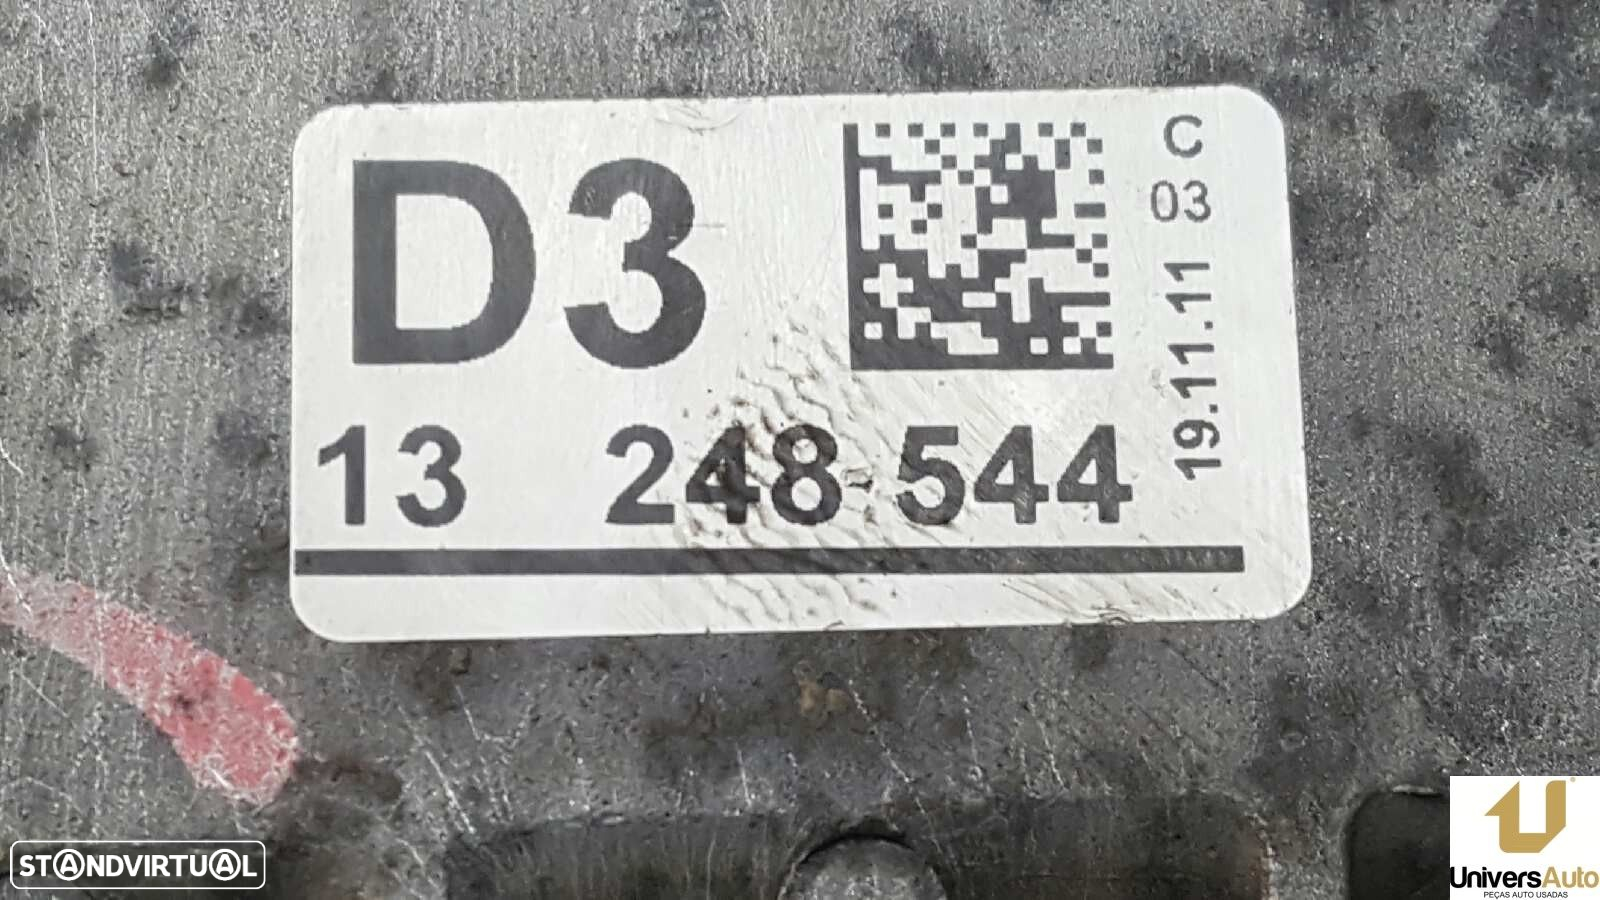 D3
C
03
19.11.11
13 248 544
STANDVIRTUAL
UniversAuto
PEÇAS AUTO USADAS